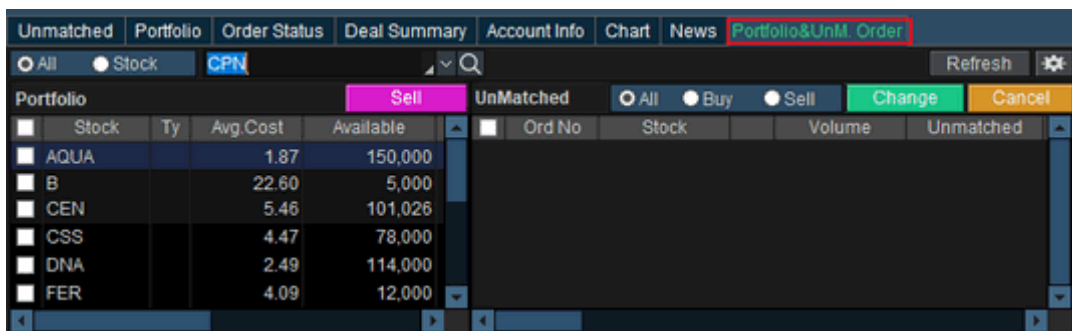 Unmatched Portfolio Order Status Deal Summary Account Info Chart News Portfolio&UnM. Order
All Stock CPN Refresh
Portfolio Sell UnMatched All Buy Sell Change Cancel
Stock Ty Avg.Cost Available Ord No Stock Volume Unmatched
AQUA 1.87 150,000
B 22.60 5,000
CEN 5.46 101,026
CSS 4.47 78,000
DNA 2.49 114,000
FER 4.09 12,000